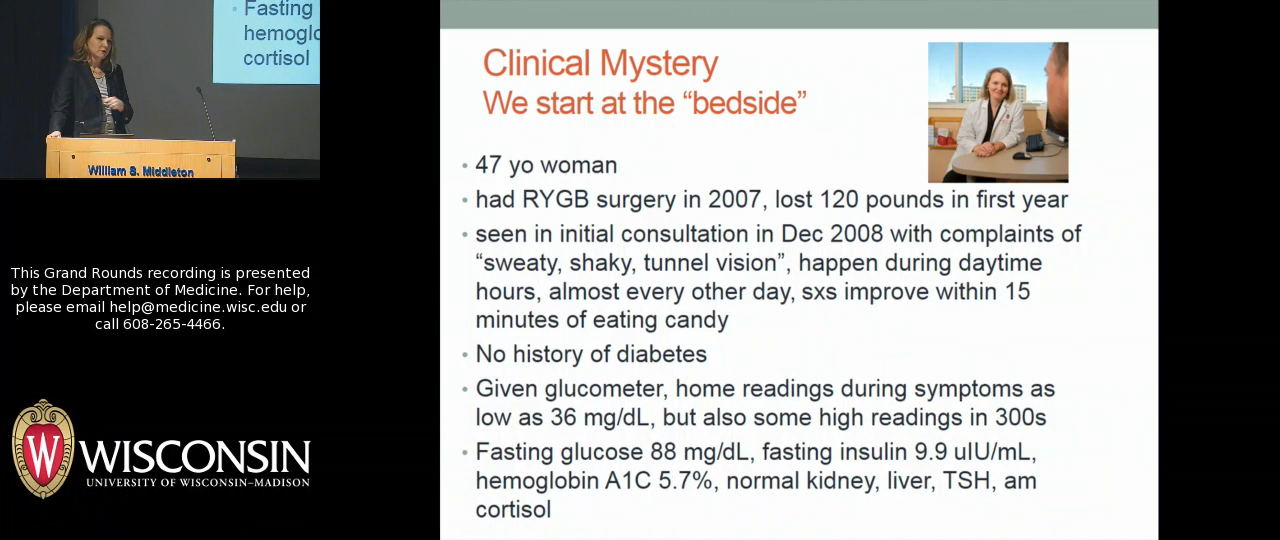 Fasting
hemoglo
cortisol
William S. Middleton
This Grand Rounds recording is presented
by the Department of Medicine. For help,
please email help@medicine.wisc.edu or
call 608-265-4466.
W
WISCONSIN
UNIVERSITY OF WISCONSIN–MADISON
Clinical Mystery
We start at the “bedside”
• 47 yo woman
• had RYGB surgery in 2007, lost 120 pounds in first year
• seen in initial consultation in Dec 2008 with complaints of
“sweaty, shaky, tunnel vision”, happen during daytime
hours, almost every other day, sxs improve within 15
minutes of eating candy
• No history of diabetes
• Given glucometer, home readings during symptoms as
low as 36 mg/dL, but also some high readings in 300s
• Fasting glucose 88 mg/dL, fasting insulin 9.9 uIU/mL,
hemoglobin A1C 5.7%, normal kidney, liver, TSH, am
cortisol